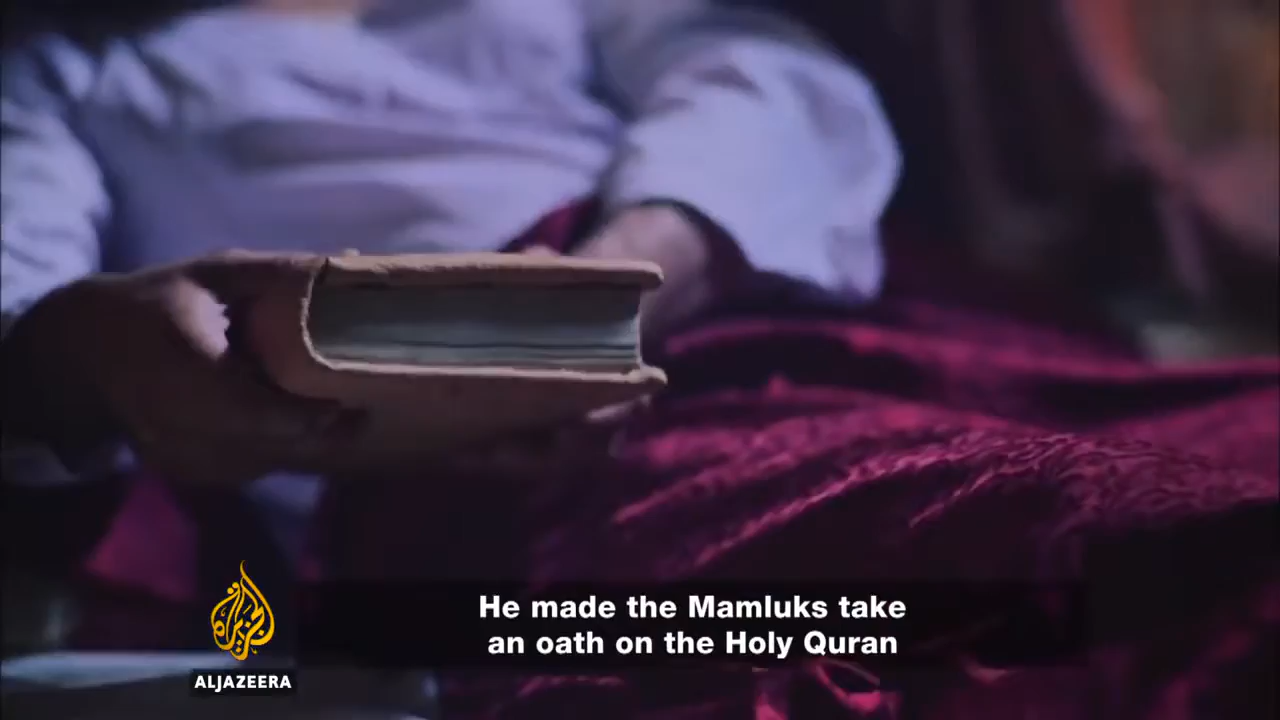 He made the Mamluks take
an oath on the Holy Quran
الجزيرة
ALJAZEERA